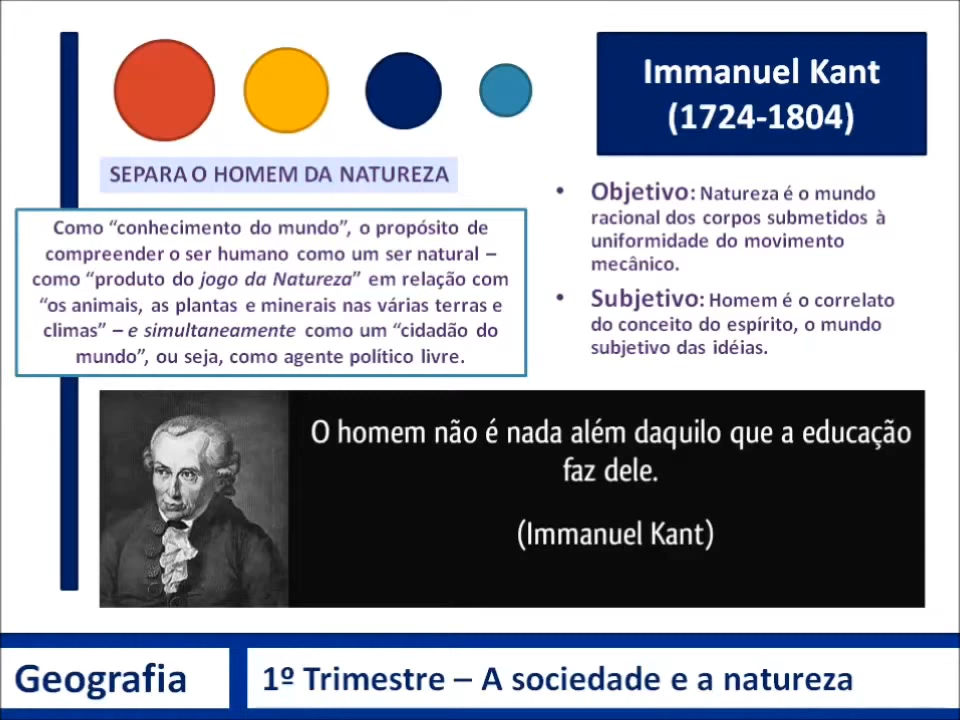 Immanuel Kant
(1724-1804)
SEPARA O HOMEM DA NATUREZA
Como “conhecimento do mundo”, o propósito de
compreender o ser humano como um ser natural –
como “produto do jogo da Natureza” em relação com
“os animais, as plantas e minerais nas várias terras e
climas” – e simultaneamente como um “cidadão do
mundo”, ou seja, como agente político livre.
• Objetivo: Natureza é o mundo
racional dos corpos submetidos à
uniformidade do movimento
mecânico.
• Subjetivo: Homem é o correlato
do conceito do espírito, o mundo
subjetivo das idéias.
O homem não é nada além daquilo que a educação
faz dele.
(Immanuel Kant)
Geografia
1º Trimestre – A sociedade e a natureza